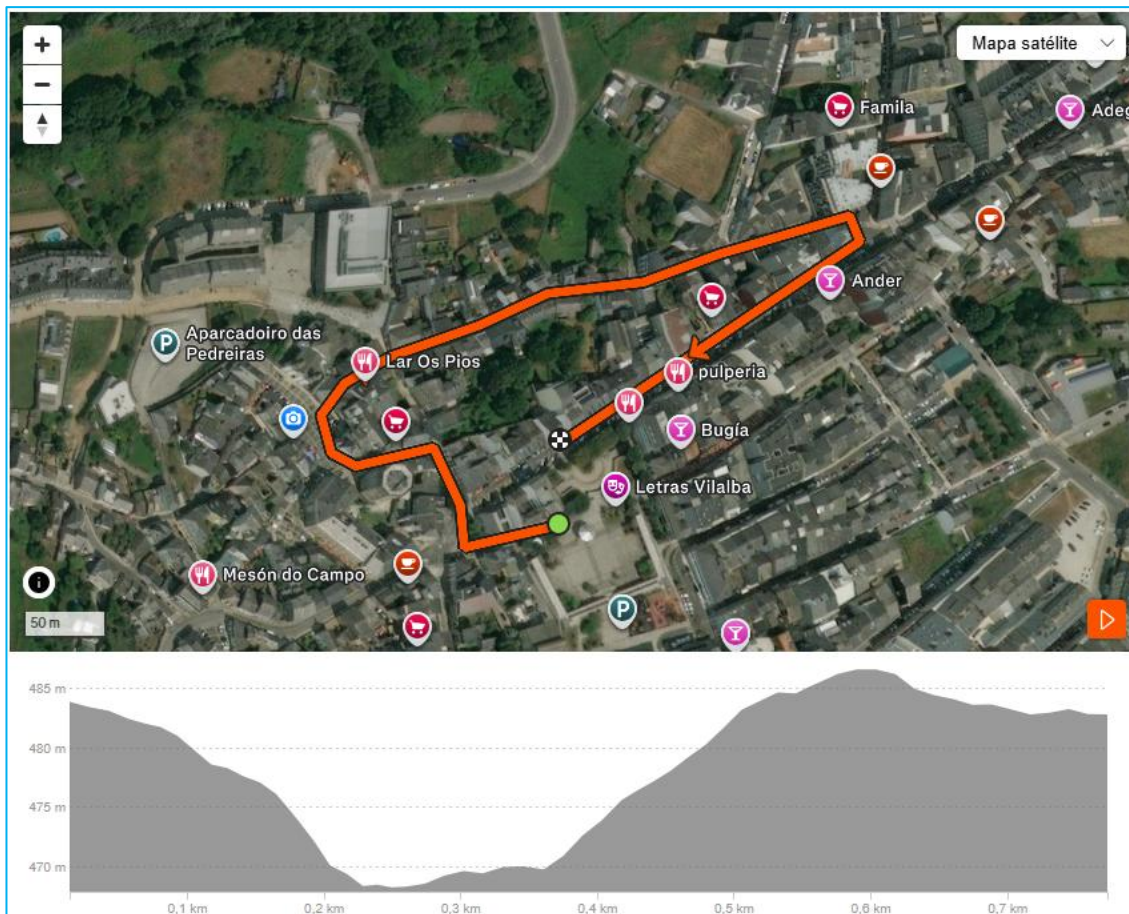 +
−
Mapa satélite
Famila
Adeg
Ander
Aparcadoiro das
Pedreiras
P
Lar Os Pios
pulperia
Bugía
Letras Vilalba
Mesón do Campo
P
i
50 m
485 m
480 m
475 m
470 m
0,1 km
0,2 km
0,3 km
0,4 km
0,5 km
0,6 km
0,7 km